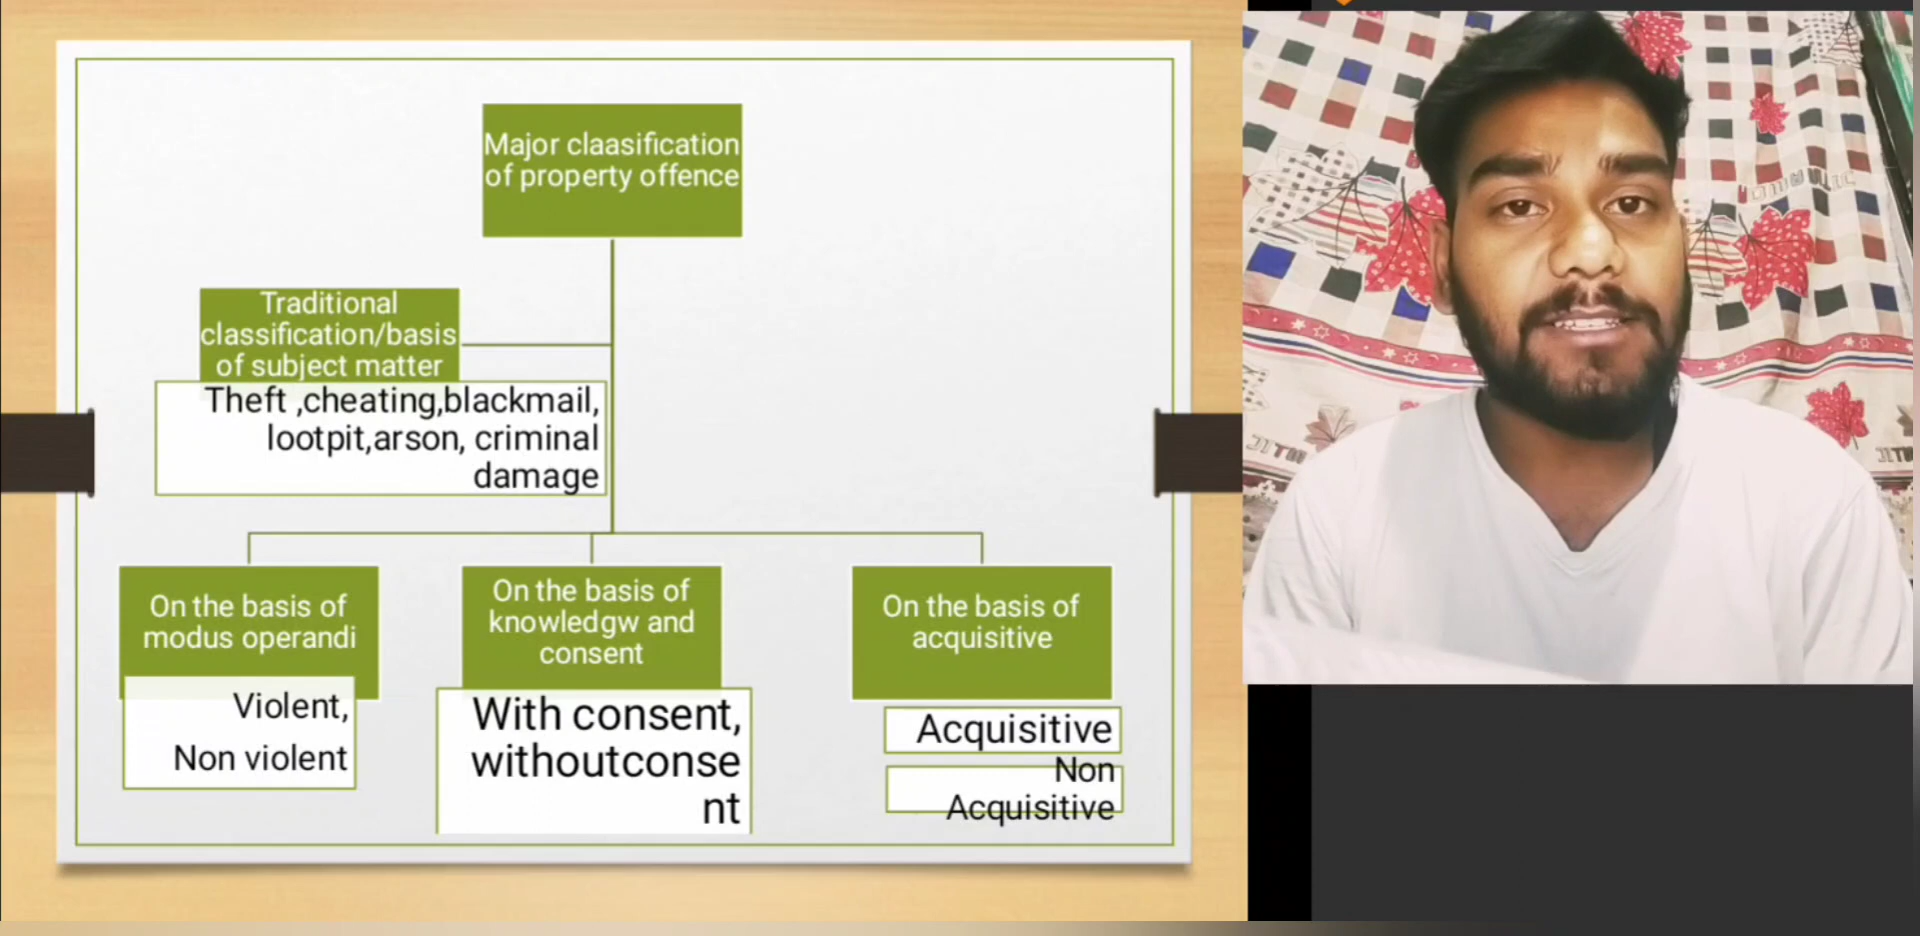 Major claasification
of property offence
Traditional
classification/basis
of subject matter
Theft ,cheating,blackmail,
lootpit,arson, criminal
damage
On the basis of
modus operandi
Violent,
Non violent
On the basis of
knowledgw and
consent
With consent,
withoutconse
nt
On the basis of
acquisitive
Acquisitive
Non
Acquisitive